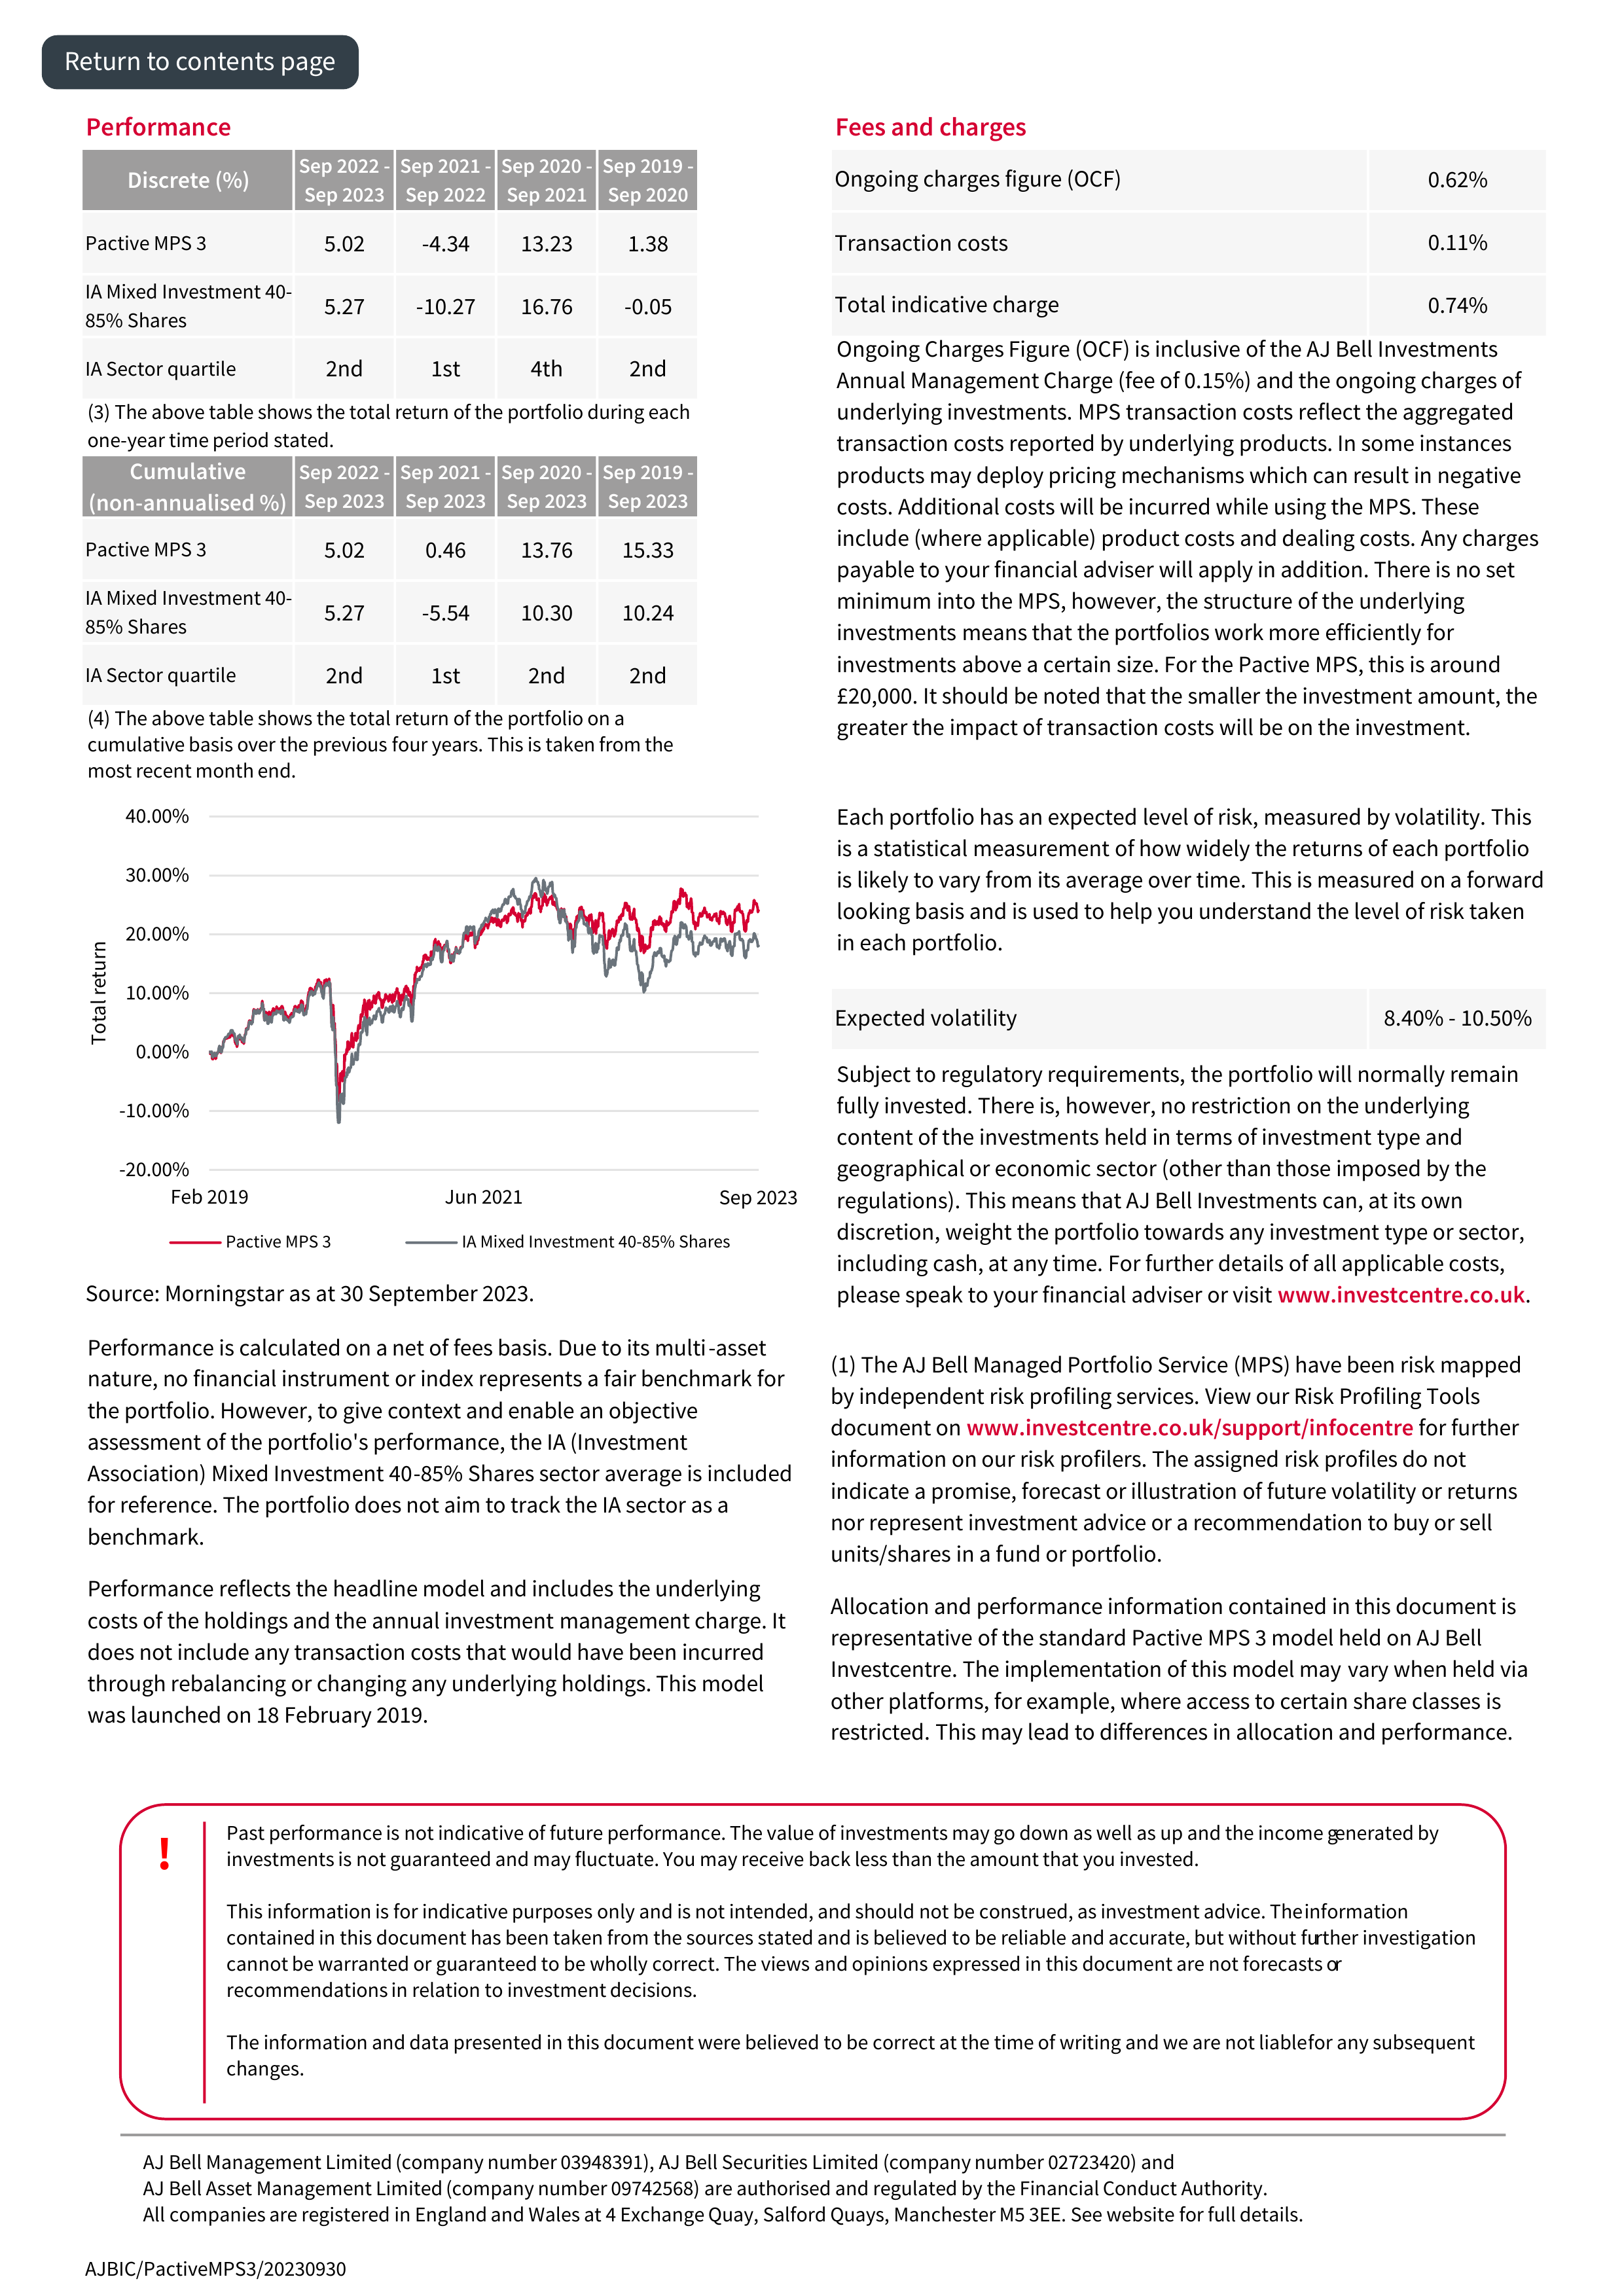 Return to contents page
Performance
Discrete (%) Sep 2022 - Sep 2023 Sep 2021 - Sep 2022 Sep 2020 - Sep 2021 Sep 2019 - Sep 2020
Pactive MPS 3 5.02 -4.34 13.23 1.38
IA Mixed Investment 40-
85% Shares 5.27 -10.27 16.76 -0.05
IA Sector quartile 2nd 1st 4th 2nd
(3) The above table shows the total return of the portfolio during each
one-year time period stated.
Cumulative
(non-annualised %) Sep 2022 - Sep 2023 Sep 2021 - Sep 2023 Sep 2020 - Sep 2023 Sep 2019 - Sep 2023
Pactive MPS 3 5.02 0.46 13.76 15.33
IA Mixed Investment 40-
85% Shares 5.27 -5.54 10.30 10.24
IA Sector quartile 2nd 1st 2nd 2nd
(4) The above table shows the total return of the portfolio on a
cumulative basis over the previous four years. This is taken from the
most recent month end.
Total return
40.00%
30.00%
20.00%
10.00%
0.00%
-10.00%
-20.00%
Feb 2019 Jun 2021 Sep 2023
Pactive MPS 3 IA Mixed Investment 40-85% Shares
Source: Morningstar as at 30 September 2023.
Performance is calculated on a net of fees basis. Due to its multi-asset
nature, no financial instrument or index represents a fair benchmark for
the portfolio. However, to give context and enable an objective
assessment of the portfolio's performance, the IA (Investment
Association) Mixed Investment 40-85% Shares sector average is included
for reference. The portfolio does not aim to track the IA sector as a
benchmark.
Performance reflects the headline model and includes the underlying
costs of the holdings and the annual investment management charge. It
does not include any transaction costs that would have been incurred
through rebalancing or changing any underlying holdings. This model
was launched on 18 February 2019.
Fees and charges
Ongoing charges figure (OCF) 0.62%
Transaction costs 0.11%
Total indicative charge 0.74%
Ongoing Charges Figure (OCF) is inclusive of the AJ Bell Investments
Annual Management Charge (fee of 0.15%) and the ongoing charges of
underlying investments. MPS transaction costs reflect the aggregated
transaction costs reported by underlying products. In some instances
products may deploy pricing mechanisms which can result in negative
costs. Additional costs will be incurred while using the MPS. These
include (where applicable) product costs and dealing costs. Any charges
payable to your financial adviser will apply in addition. There is no set
minimum into the MPS, however, the structure of the underlying
investments means that the portfolios work more efficiently for
investments above a certain size. For the Pactive MPS, this is around
£20,000. It should be noted that the smaller the investment amount, the
greater the impact of transaction costs will be on the investment.
Each portfolio has an expected level of risk, measured by volatility. This
is a statistical measurement of how widely the returns of each portfolio
is likely to vary from its average over time. This is measured on a forward
looking basis and is used to help you understand the level of risk taken
in each portfolio.
Expected volatility 8.40% - 10.50%
Subject to regulatory requirements, the portfolio will normally remain
fully invested. There is, however, no restriction on the underlying
content of the investments held in terms of investment type and
geographical or economic sector (other than those imposed by the
regulations). This means that AJ Bell Investments can, at its own
discretion, weight the portfolio towards any investment type or sector,
including cash, at any time. For further details of all applicable costs,
please speak to your financial adviser or visit www.investcentre.co.uk.
(1) The AJ Bell Managed Portfolio Service (MPS) have been risk mapped
by independent risk profiling services. View our Risk Profiling Tools
document on www.investcentre.co.uk/support/infocentre for further
information on our risk profilers. The assigned risk profiles do not
indicate a promise, forecast or illustration of future volatility or returns
nor represent investment advice or a recommendation to buy or sell
units/shares in a fund or portfolio.
Allocation and performance information contained in this document is
representative of the standard Pactive MPS 3 model held on AJ Bell
Investcentre. The implementation of this model may vary when held via
other platforms, for example, where access to certain share classes is
restricted. This may lead to differences in allocation and performance.
!
Past performance is not indicative of future performance. The value of investments may go down as well as up and the income generated by
investments is not guaranteed and may fluctuate. You may receive back less than the amount that you invested.
This information is for indicative purposes only and is not intended, and should not be construed, as investment advice. The information
contained in this document has been taken from the sources stated and is believed to be reliable and accurate, but without further investigation
cannot be warranted or guaranteed to be wholly correct. The views and opinions expressed in this document are not forecasts or
recommendations in relation to investment decisions.
The information and data presented in this document were believed to be correct at the time of writing and we are not liable for any subsequent
changes.
AJ Bell Management Limited (company number 03948391), AJ Bell Securities Limited (company number 02723420) and
AJ Bell Asset Management Limited (company number 09742568) are authorised and regulated by the Financial Conduct Authority.
All companies are registered in England and Wales at 4 Exchange Quay, Salford Quays, Manchester M5 3EE. See website for full details.
AJBIC/PactiveMPS3/20230930